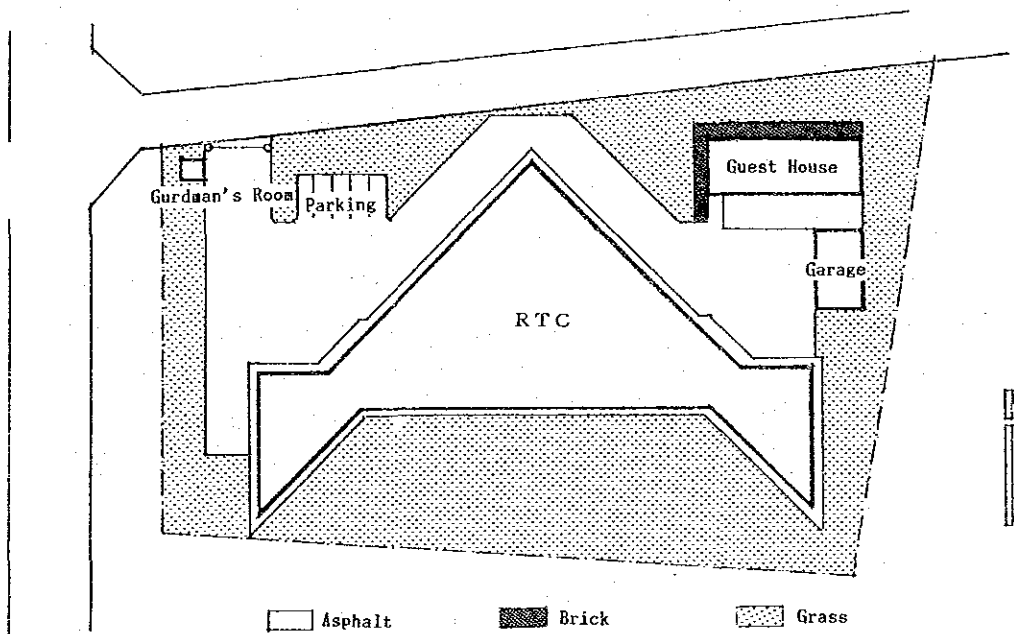 Guest House
Gurdman's Room
Parking
Garage
RTC
Asphalt
Brick
Grass